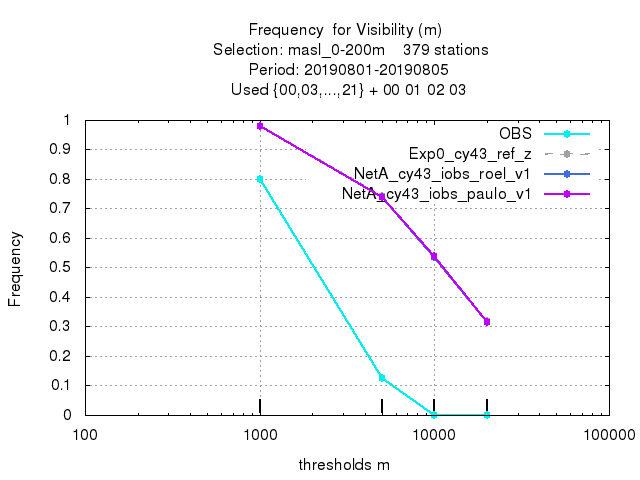 Frequency  for Visibility (m)
Selection: masl_0-200m    379 stations
Period: 20190801-20190805
Used {00,03,...,21} + 00 01 02 03
OBS
Exp0_cy43_ref_z
NetA_cy43_iobs_roel_v1
NetA_cy43_iobs_paulo_v1
1
0.9
0.8
0.7
0.6
0.5
0.4
0.3
0.2
0.1
0
Frequency
100 1000 10000 100000
thresholds m